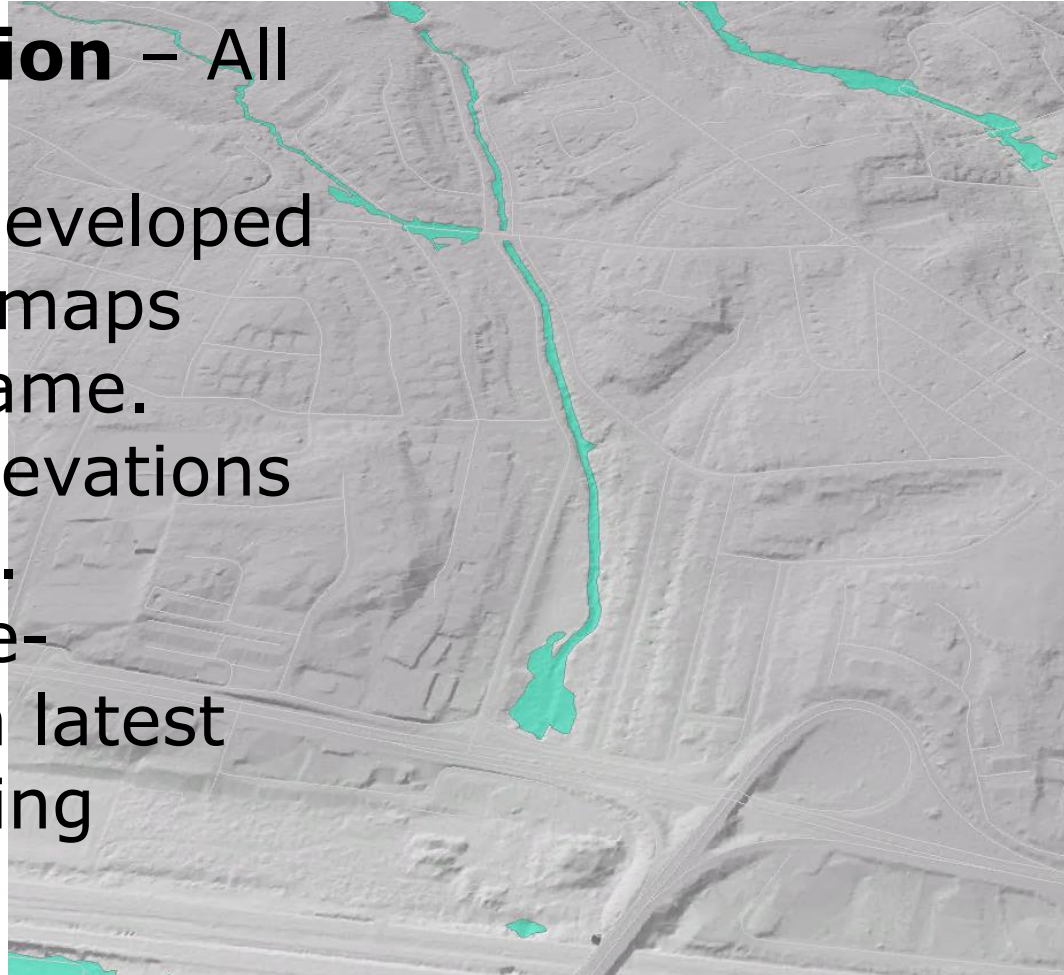 ion – All
eveloped
maps
ame.
evations
.
e-
latest
ing